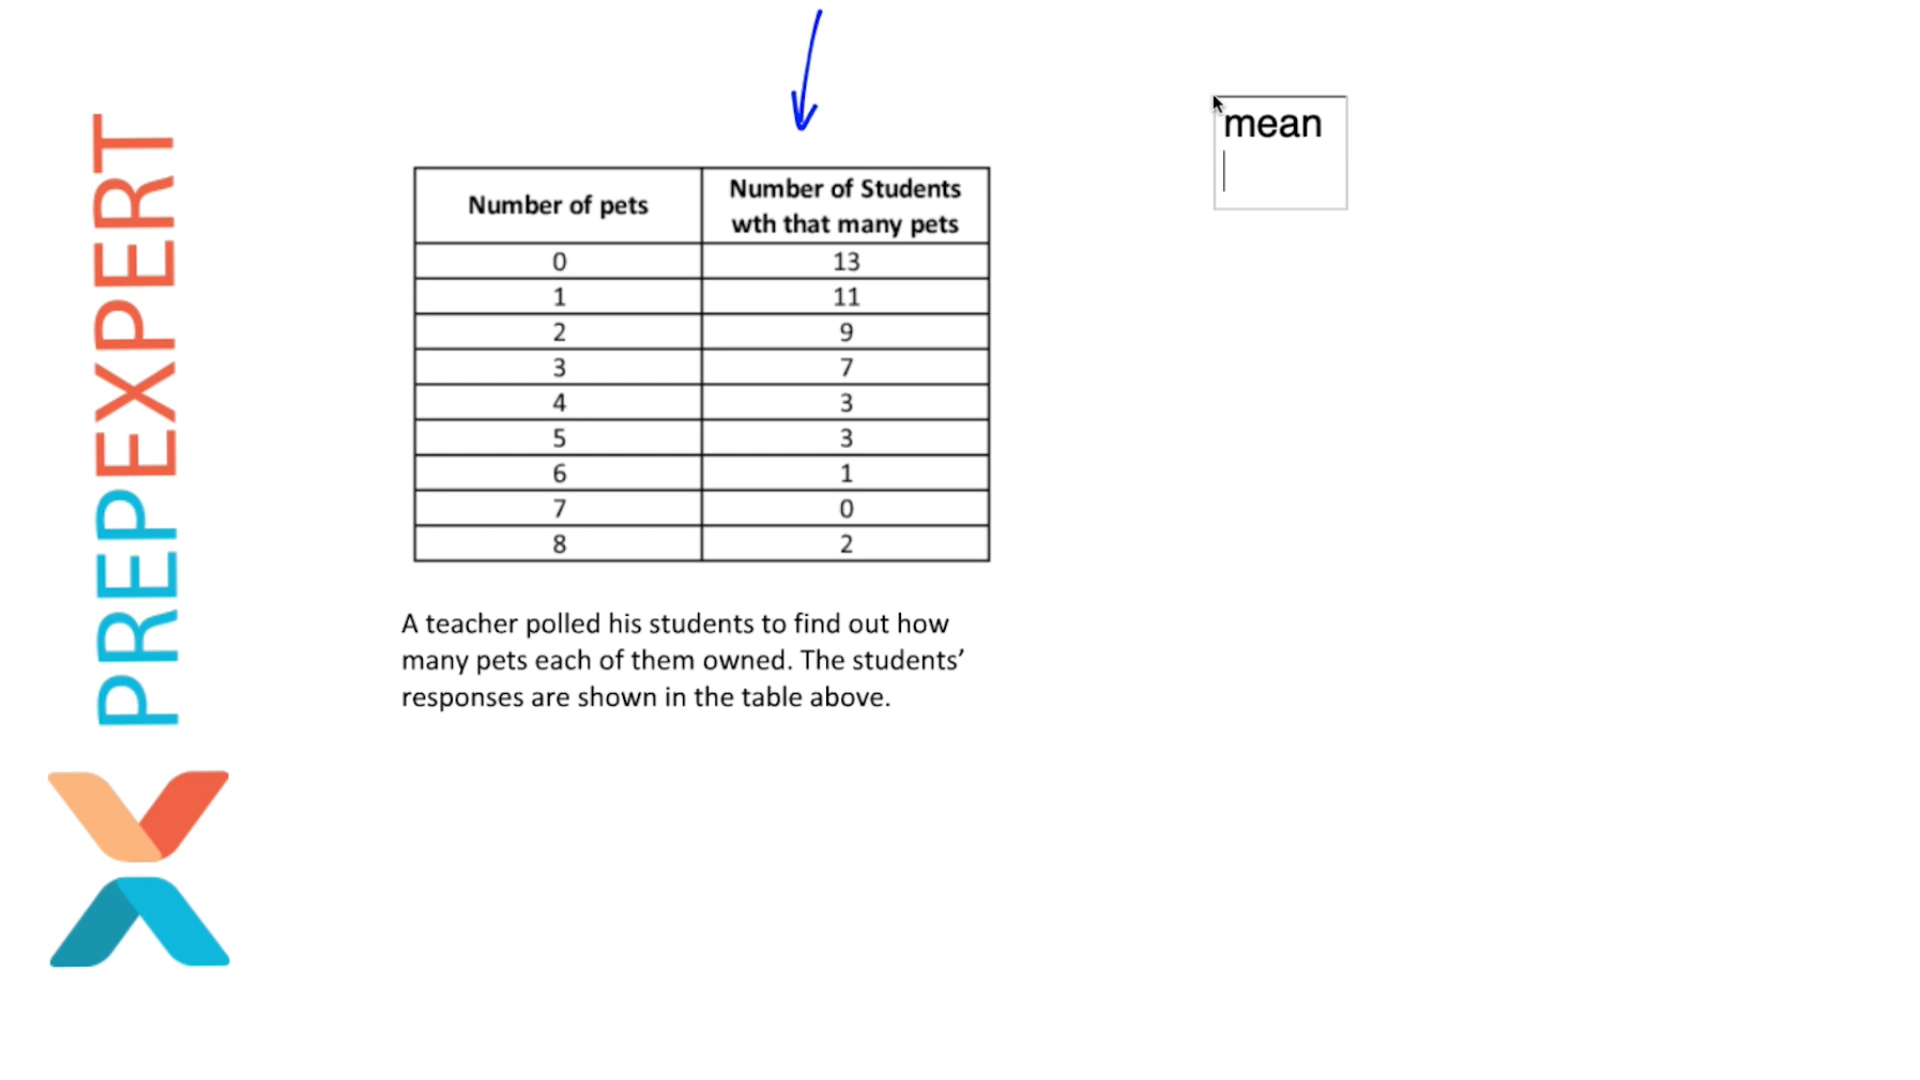 PREPEXPERT
Number of pets
Number of Students
wth that many pets
0 13
1 11
2 9
3 7
4 3
5 3
6 1
7 0
8 2
A teacher polled his students to find out how
many pets each of them owned. The students’
responses are shown in the table above.
mean